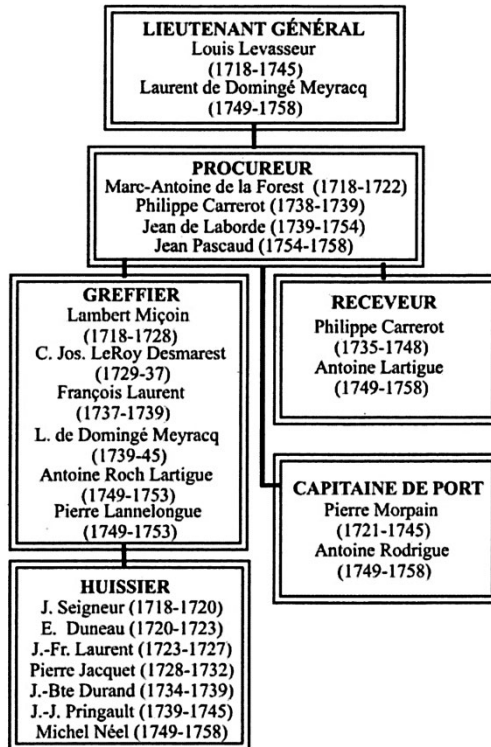 LIEUTENANT GÉNÉRAL
Louis Levasseur
(1718-1745)
Laurent de Domingé Meyracq
(1749-1758)
PROCUREUR
Marc-Antoine de la Forest (1718-1722)
Philippe Carrerot (1738-1739)
Jean de Laborde (1739-1754)
Jean Pascaud (1754-1758)
GREFFIER
Lambert Miçoin
(1718-1728)
C. Jos. LeRoy Desmarest
(1729-37)
François Laurent
(1737-1739)
L. de Domingé Meyracq
(1739-45)
Antoine Roch Lartigue
(1749-1753)
Pierre Lannelongue
(1749-1753)
RECEVEUR
Philippe Carrerot
(1735-1748)
Antoine Lartigue
(1749-1758)
CAPITAINE DE PORT
Pierre Morpain
(1721-1745)
Antoine Rodrigue
(1749-1758)
HUISSIER
J. Seigneur (1718-1720)
E. Duneau (1720-1723)
J.-Fr. Laurent (1723-1727)
Pierre Jacquet (1728-1732)
J.-Bte Durand (1734-1739)
J.-J. Pringault (1739-1745)
Michel Néel (1749-1758)